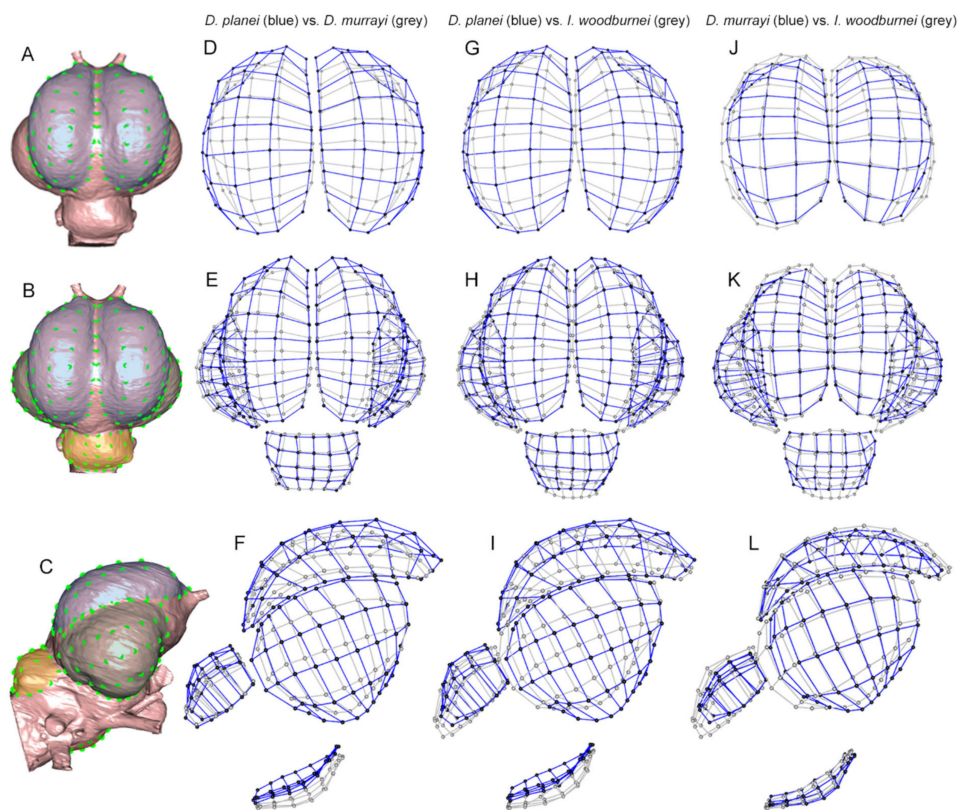 D. planei (blue) vs. D. murrayi (grey)
D. planei (blue) vs. I. woodburnei (grey)
D. murrayi (blue) vs. I. woodburnei (grey)
A
D
G
J
B
E
H
K
C
F
I
L